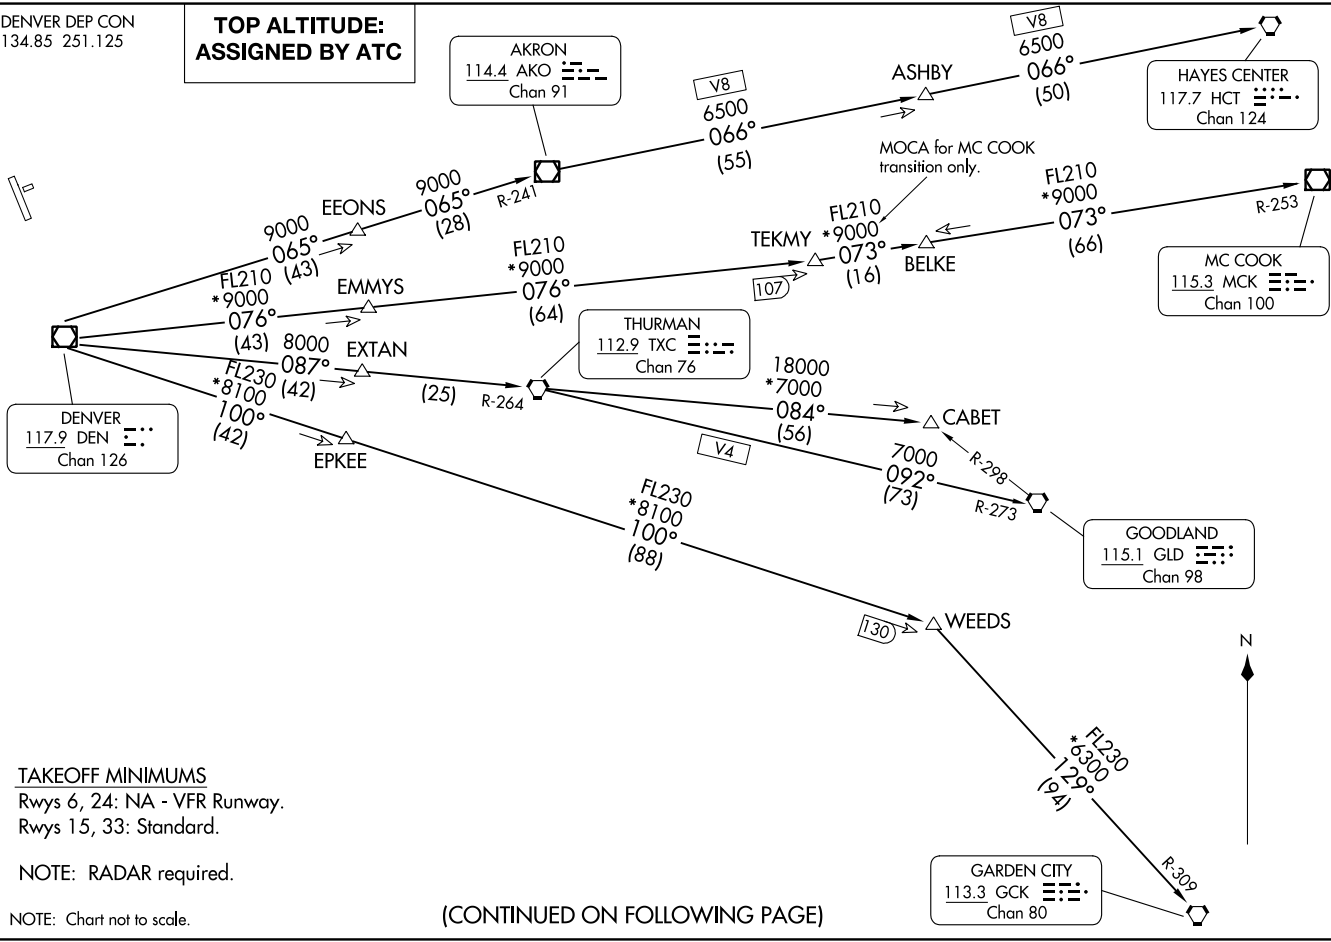 DENVER DEP CON
134.85 251.125
TOP ALTITUDE:
ASSIGNED BY ATC
AKRON
114.4 AKO
Chan 91
V8
6500
066°
(55)
ASHBY
V8
6500
066°
(50)
HAYES CENTER
117.7 HCT
Chan 124
MOCA for MC COOK
transition only.
9000
065°
(43)
EEONS
9000
065°
(28)
R-241
FL210
*9000
076°
(43)
EMMYS
FL210
*9000
076°
(64)
TEKMY
107
FL210
*9000
073°
(16)
BELKE
FL210
*9000
073°
(66)
R-253
MC COOK
115.3 MCK
Chan 100
8000
087°
(42)
EXTAN
(25)
R-264
THURMAN
112.9 TXC
Chan 76
18000
*7000
084°
(56)
CABET
V4
7000
092°
(73)
R-298
R-273
GOODLAND
115.1 GLD
Chan 98
DENVER
117.9 DEN
Chan 126
FL230
*8100
100°
(42)
EPKEE
FL230
*8100
100°
(88)
130
WEEDS
N
FL230
*6300
129°
(94)
R-309
GARDEN CITY
113.3 GCK
Chan 80
TAKEOFF MINIMUMS
Rwys 6, 24: NA - VFR Runway.
Rwys 15, 33: Standard.
NOTE: RADAR required.
NOTE: Chart not to scale.
(CONTINUED ON FOLLOWING PAGE)